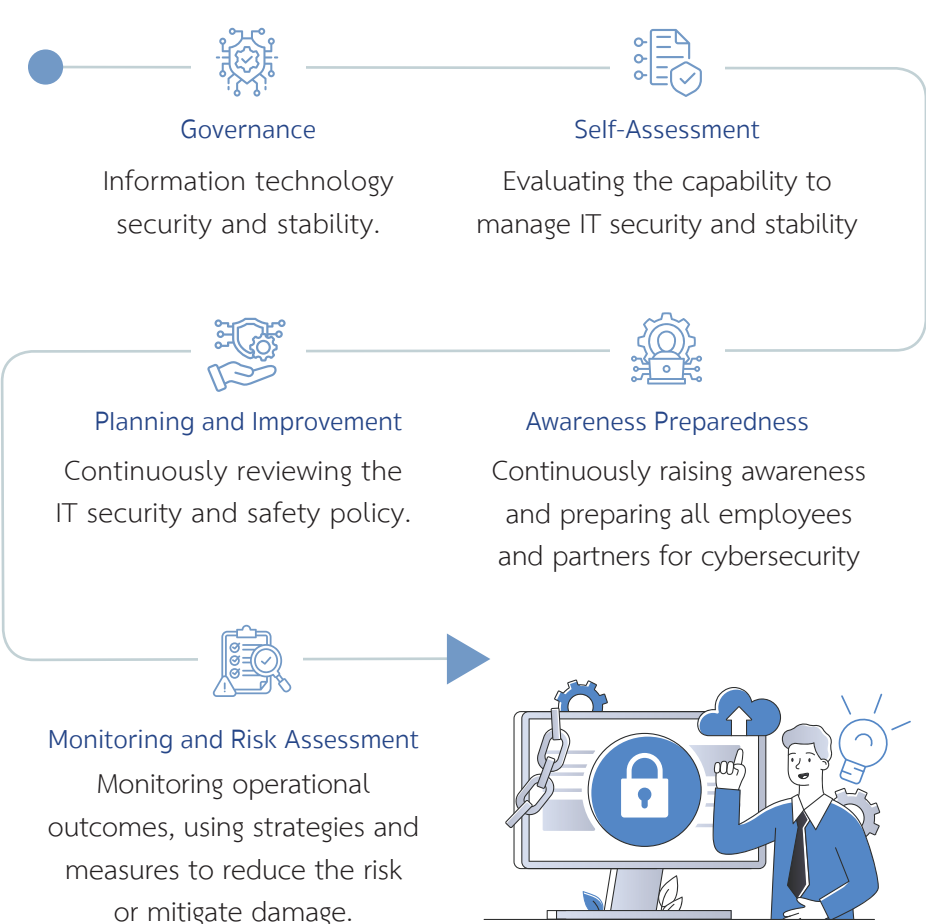 Governance
Information technology
security and stability.
Self-Assessment
Evaluating the capability to
manage IT security and stability
Awareness Preparedness
Continuously raising awareness
and preparing all employees
and partners for cybersecurity
Planning and Improvement
Continuously reviewing the
IT security and safety policy.
Monitoring and Risk Assessment
Monitoring operational
outcomes, using strategies and
measures to reduce the risk
or mitigate damage.